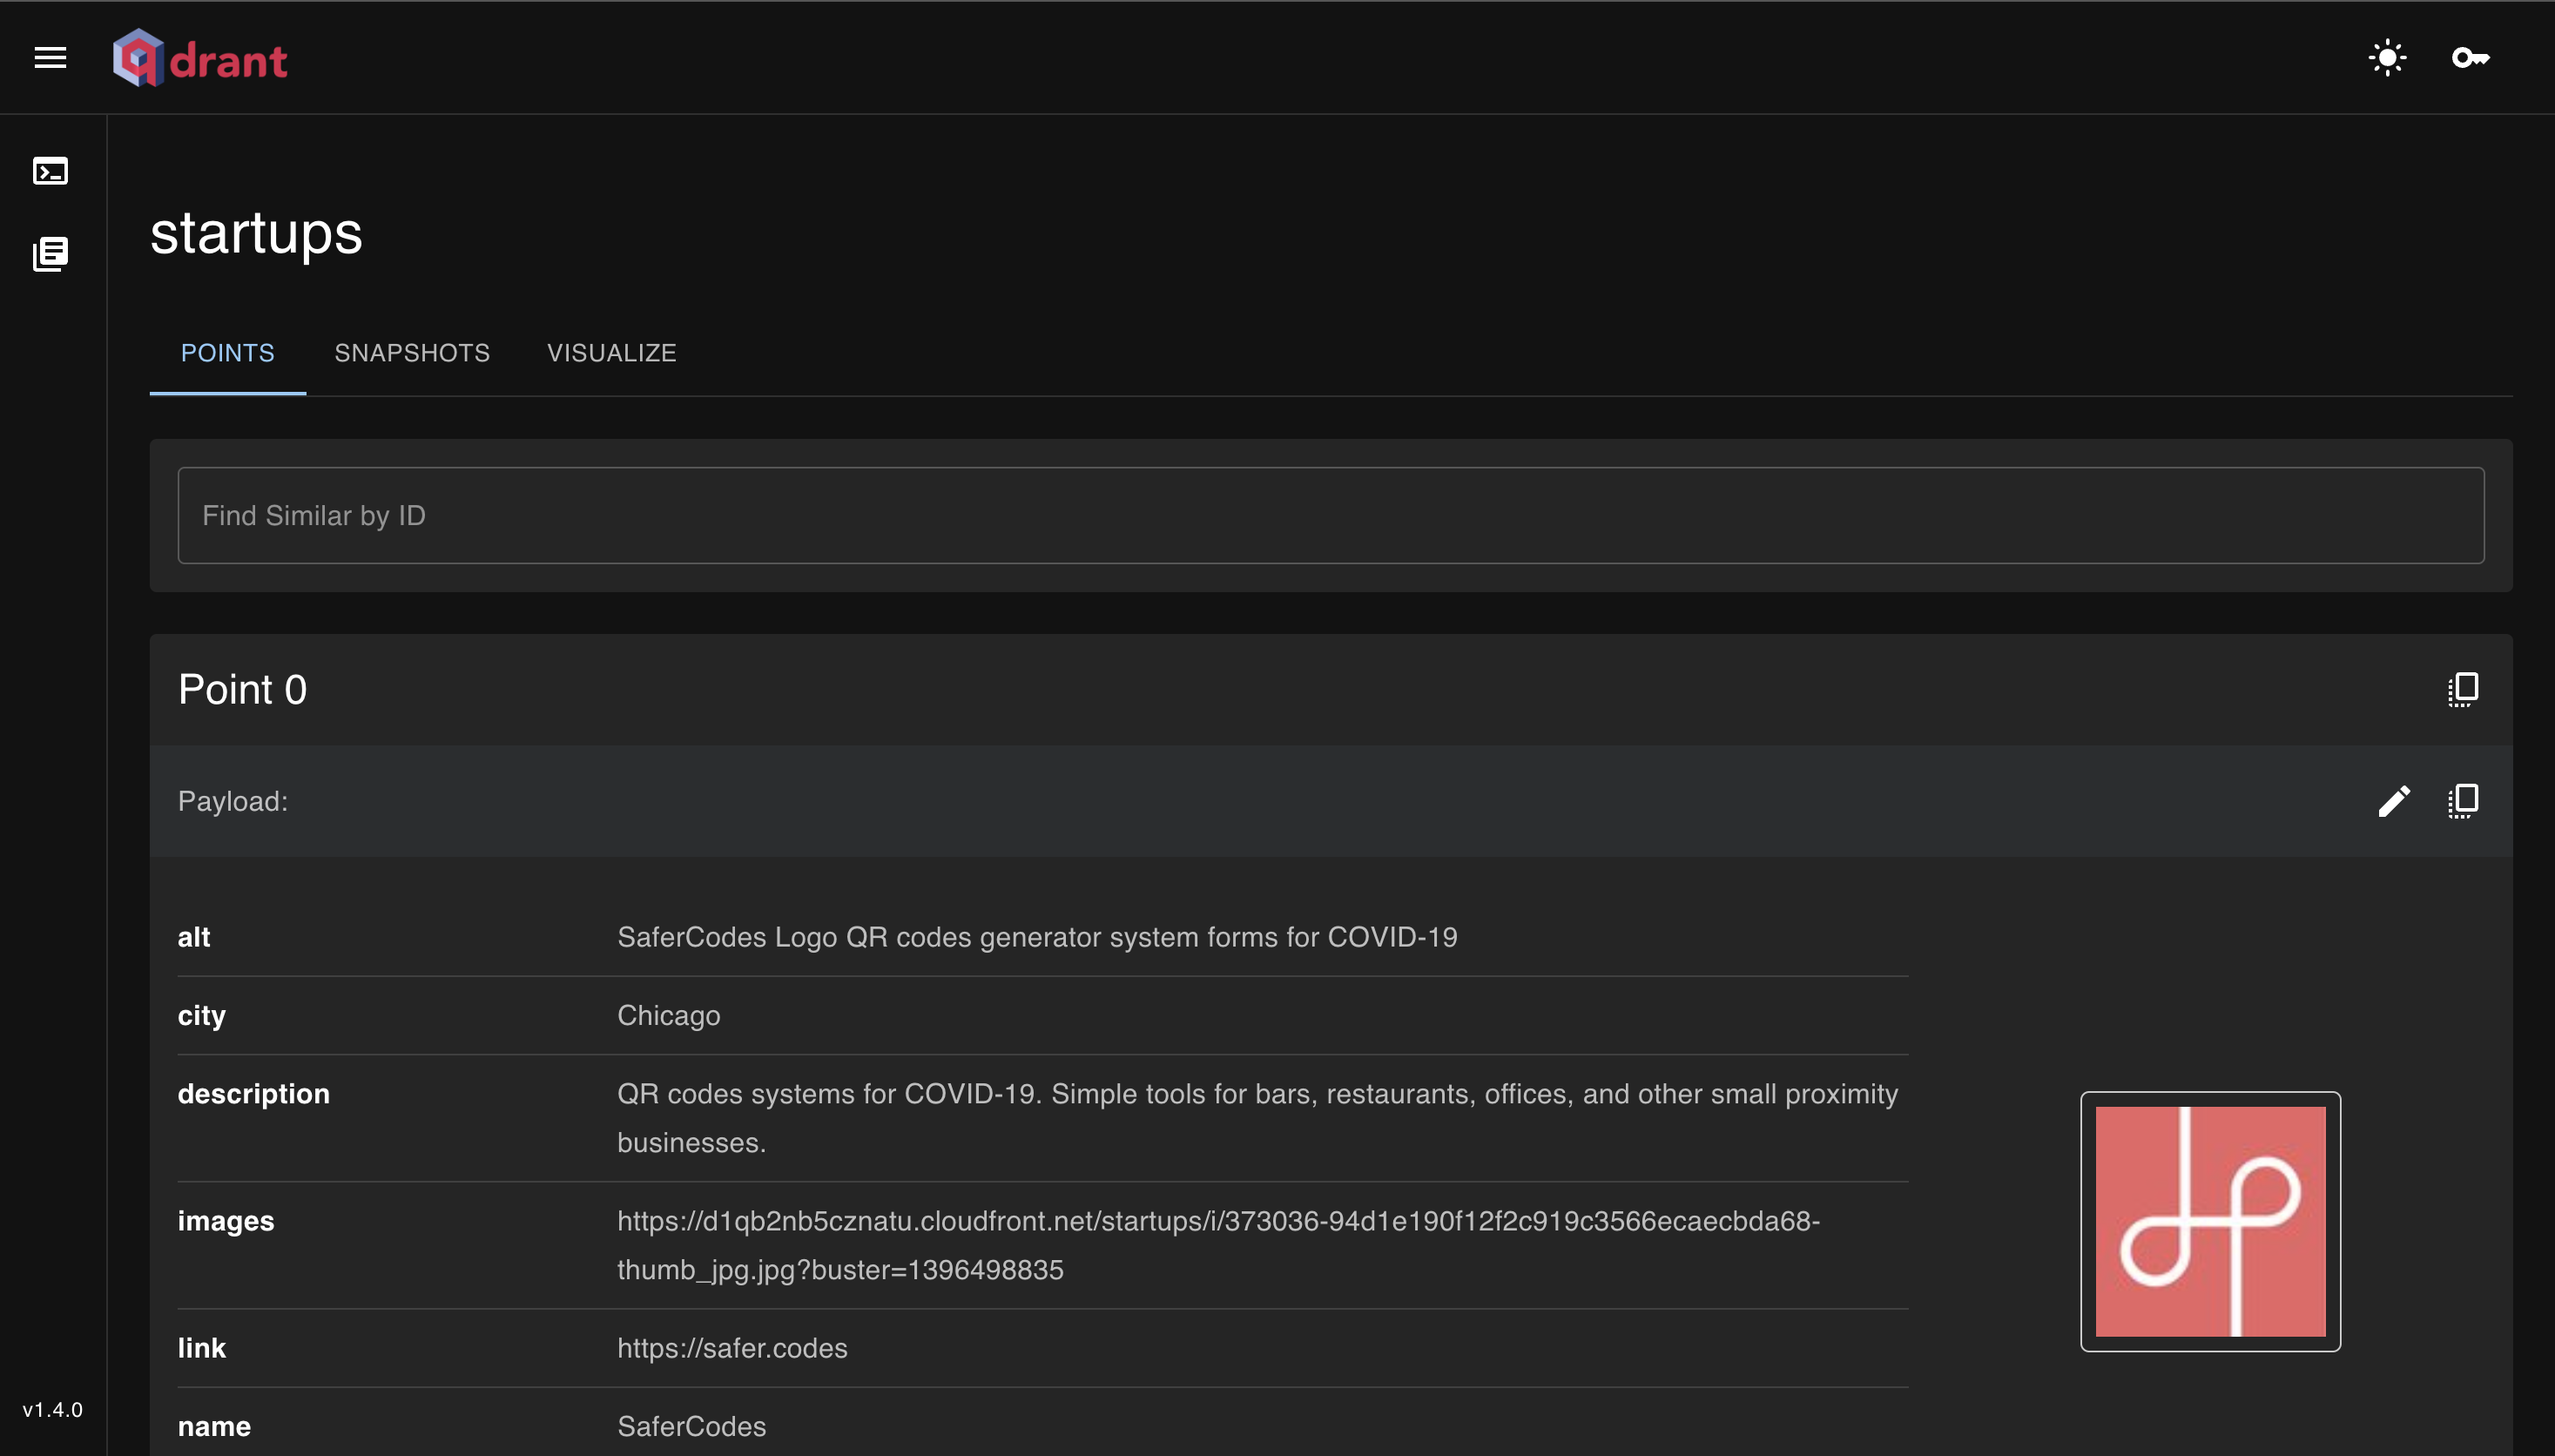 qdrant
startups
POINTS SNAPSHOTS VISUALIZE
Find Similar by ID
Point 0
Payload:
alt SaferCodes Logo QR codes generator system forms for COVID-19
city Chicago
description QR codes systems for COVID-19. Simple tools for bars, restaurants, offices, and other small proximity
businesses.
images https://d1qb2nb5cznatu.cloudfront.net/startups/i/373036-94d1e190f12f2c919c3566ecaecbda68-
thumb_jpg.jpg?buster=1396498835
link https://safer.codes
name SaferCodes
v1.4.0